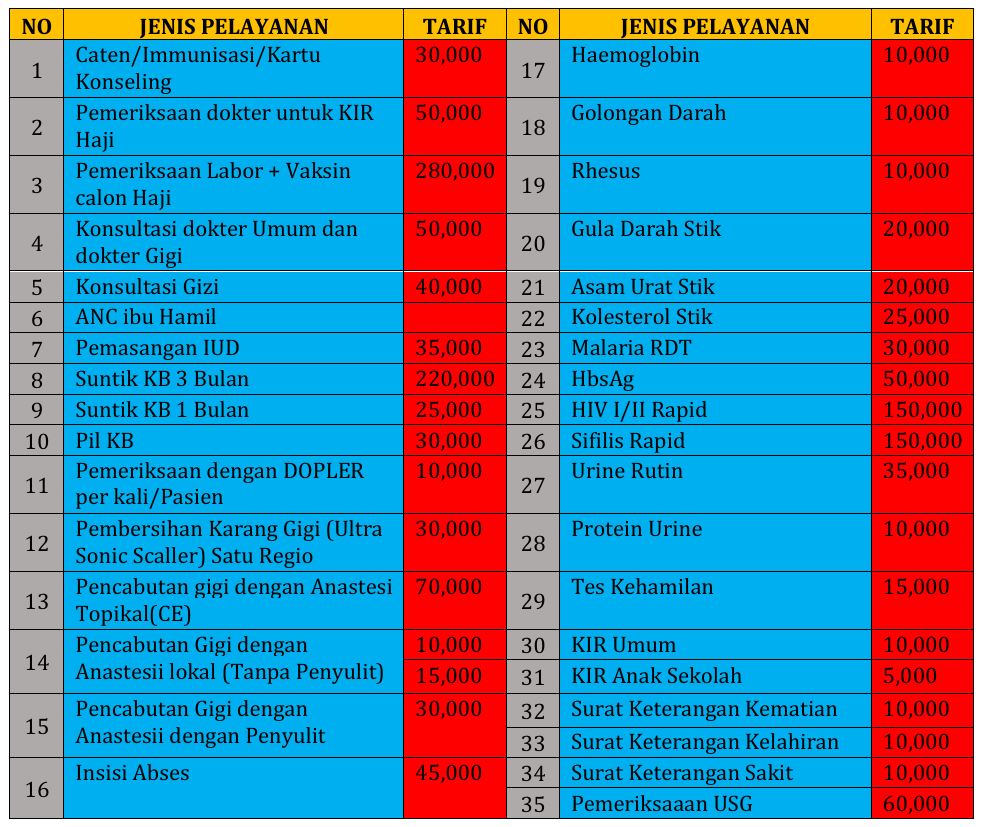 NO JENIS PELAYANAN TARIF NO JENIS PELAYANAN TARIF
1 Caten/Immunisasi/Kartu 30,000 17 Haemoglobin 10,000
Konseling
2 Pemeriksaan dokter untuk KIR 50,000 18 Golongan Darah 10,000
Haji
3 Pemeriksaan Labor + Vaksin 280,000 19 Rhesus 10,000
calon Haji
4 Konsultasi dokter Umum dan 50,000 20 Gula Darah Stik 20,000
dokter Gigi
5 Konsultasi Gizi 40,000 21 Asam Urat Stik 20,000
6 ANC ibu Hamil 22 Kolesterol Stik 25,000
7 Pemasangan IUD 35,000 23 Malaria RDT 30,000
8 Suntik KB 3 Bulan 220,000 24 HbsAg 50,000
9 Suntik KB 1 Bulan 25,000 25 HIV I/II Rapid 150,000
10 Pil KB 30,000 26 Sifilis Rapid 150,000
11 Pemeriksaan dengan DOPLER 10,000 27 Urine Rutin 35,000
per kali/Pasien
12 Pembersihan Karang Gigi (Ultra 30,000 28 Protein Urine 10,000
Sonic Scaller) Satu Regio
13 Pencabutan gigi dengan Anastesi 70,000 29 Tes Kehamilan 15,000
Topikal(CE)
14 Pencabutan Gigi dengan 10,000 30 KIR Umum 10,000
Anastesii lokal (Tanpa Penyulit) 15,000 31 KIR Anak Sekolah 5,000
15 Pencabutan Gigi dengan 30,000 32 Surat Keterangan Kematian 10,000
Anastesii dengan Penyulit 33 Surat Keterangan Kelahiran 10,000
16 Insisi Abses 45,000 34 Surat Keterangan Sakit 10,000
35 Pemeriksaaan USG 60,000